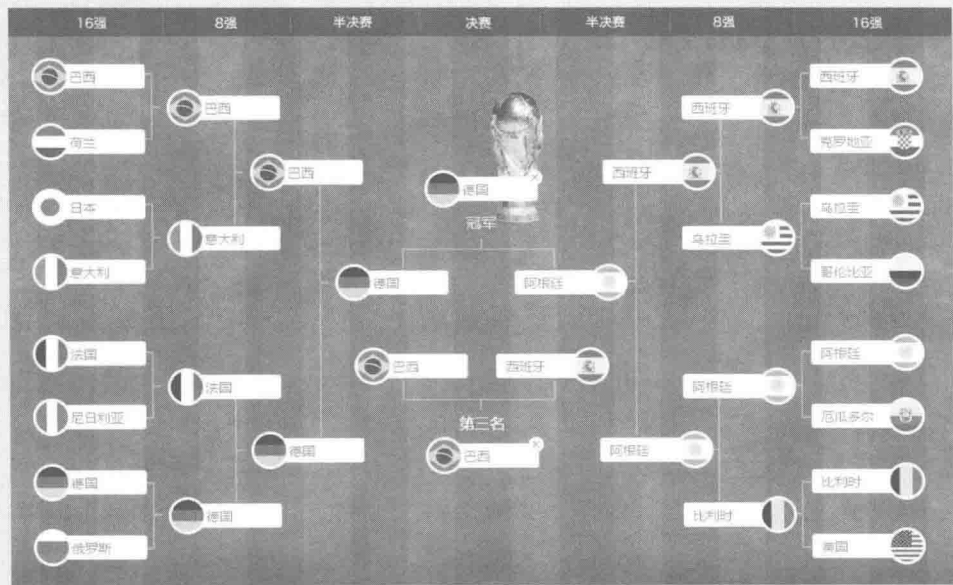 16强 8强 半决赛 决赛 半决赛 8强 16强
巴西 西班牙
巴西 西班牙
荷兰 克罗地亚
巴西 西班牙
德国
日本 乌拉圭
冠军
意大利 乌拉圭
意大利 哥伦比亚
德国 阿根廷
法国 阿根廷
巴西 西班牙
法国 阿根廷
尼日利亚 厄瓜多尔
第三名
德国 巴西 阿根廷
德国 比利时
德国 比利时
俄罗斯 美国